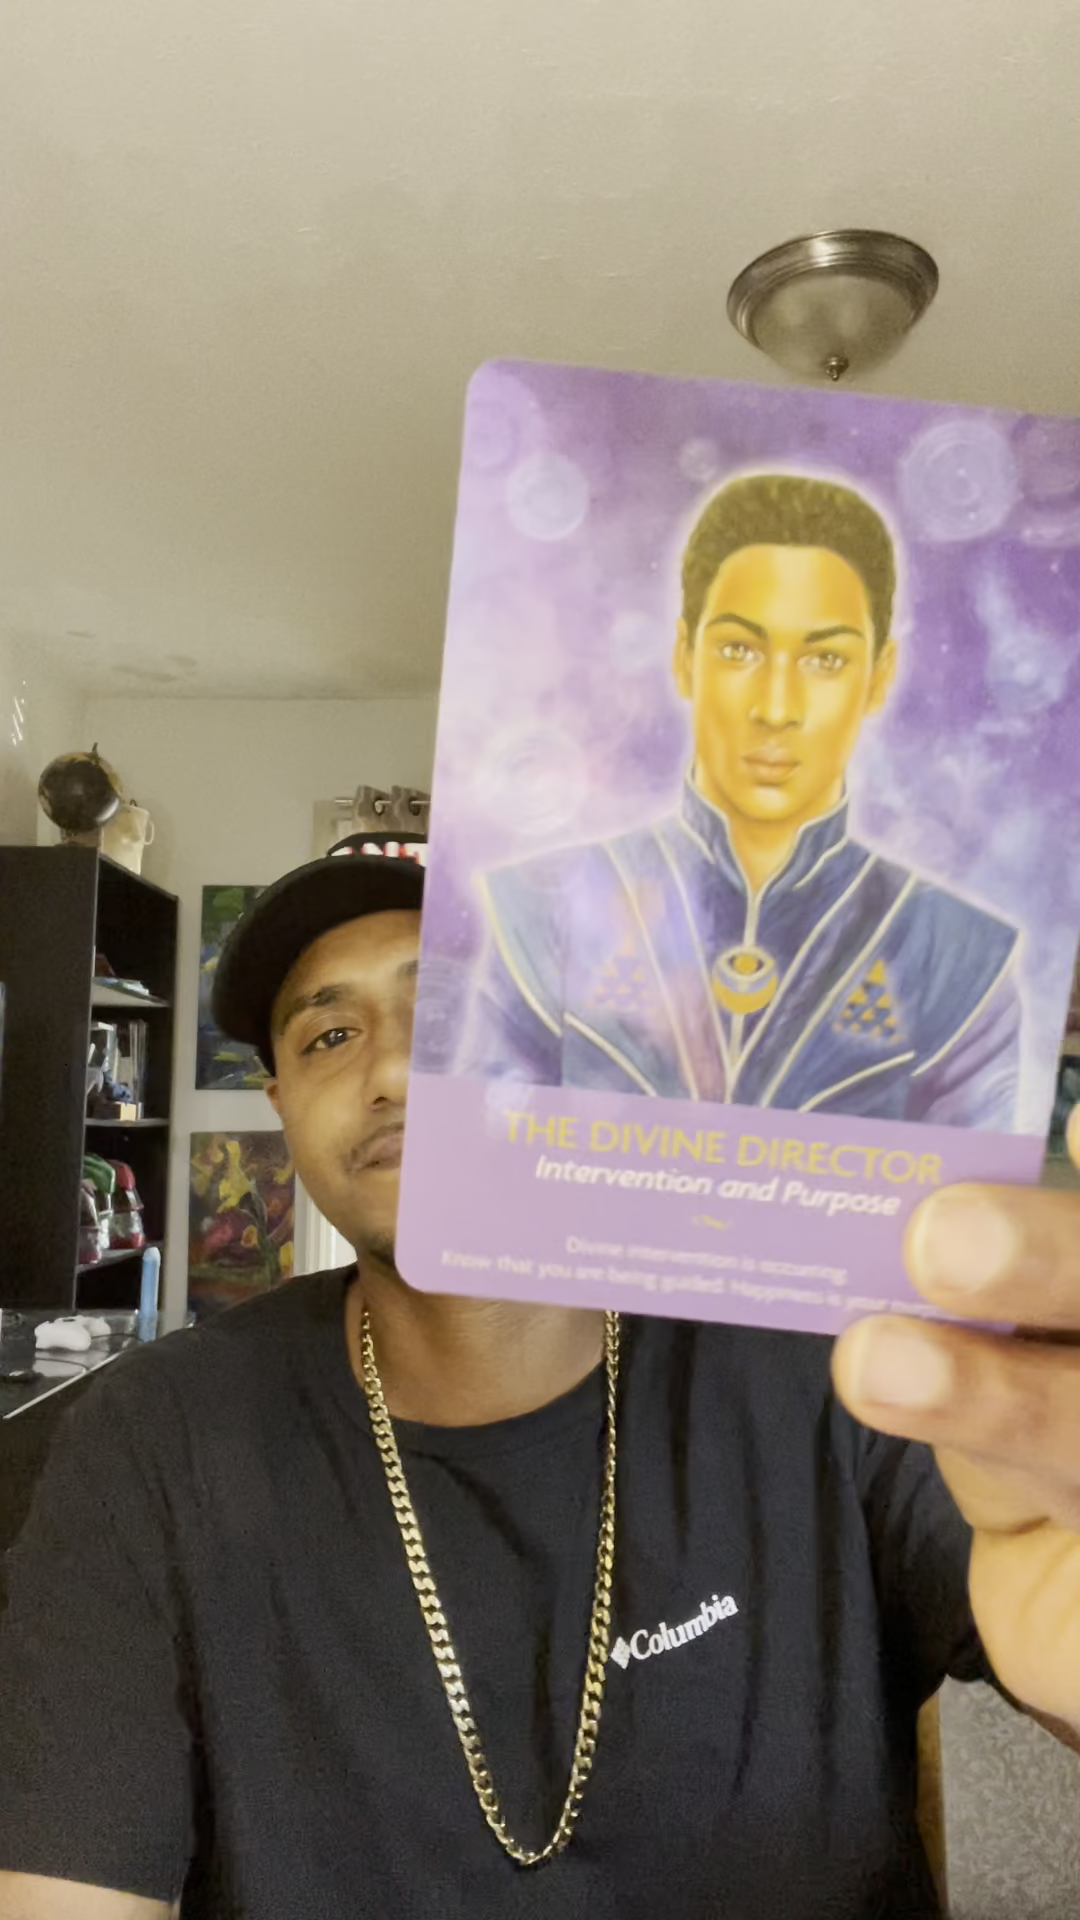 THE DIVINE DIRECTOR
Intervention and Purpose
Divine intervention is occurring.
Know that you are being guided. Happiness is your
Columbia